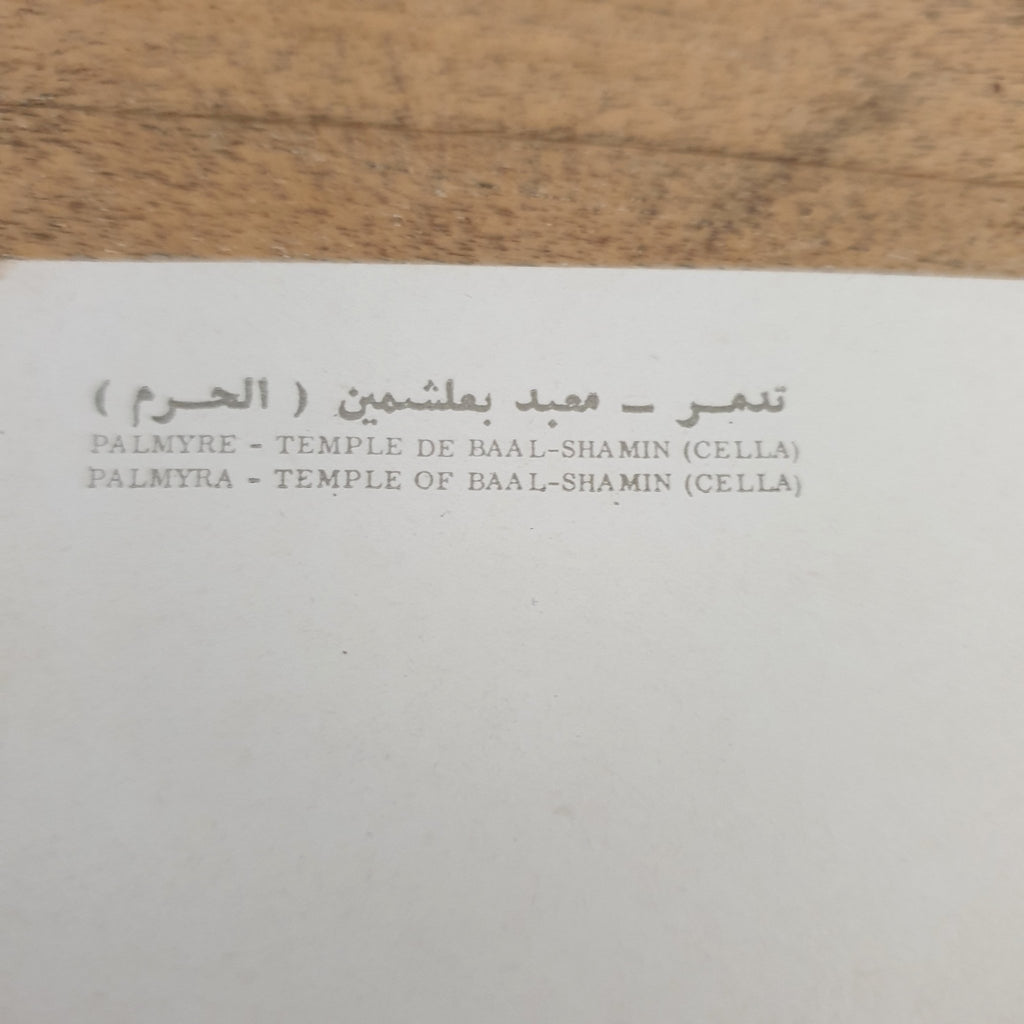 تدمر - معبد بعلشمين ( الحرم )
PALMYRE - TEMPLE DE BAAL-SHAMIN (CELLA)
PALMYRA - TEMPLE OF BAAL-SHAMIN (CELLA)